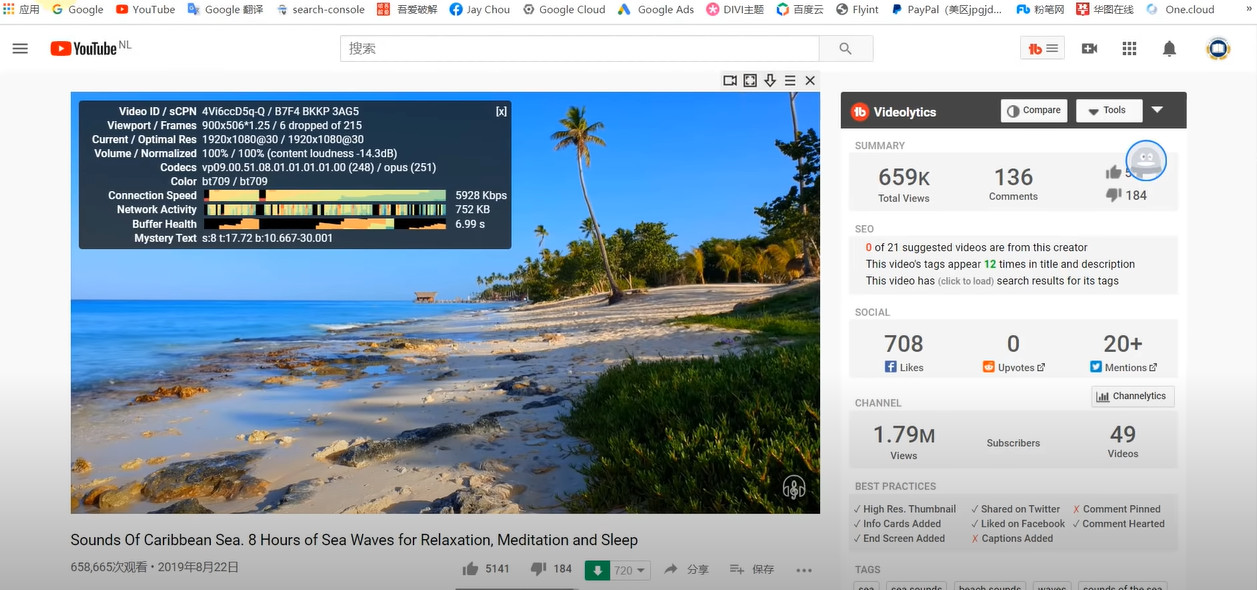 应用 Google YouTube Google 翻译 search-console 吾爱破解 Jay Chou Google Cloud Google Ads DIVI主题 百度云 Flyint PayPal（美区jpgjd... 粉笔网 华图在线 One.cloud »
YouTube NL
搜索
Video ID / sCPN 4Vi6ccD5q-Q / B7F4 BKKP 3AG5 [x]
Viewport / Frames 900x506*1.25 / 6 dropped of 215
Current / Optimal Res 1920x1080@30 / 1920x1080@30
Volume / Normalized 100% / 100% (content loudness -14.3dB)
Codecs vp09.00.51.08.01.01.01.01.00 (248) / opus (251)
Color bt709 / bt709
Connection Speed 5928 Kbps
Network Activity 752 KB
Buffer Health 6.99 s
Mystery Text s:8 t:17.72 b:10.667-30.001
Sounds Of Caribbean Sea. 8 Hours of Sea Waves for Relaxation, Meditation and Sleep
658,665次观看 • 2019年8月22日
5141 184 720 分享 保存
Videolytics Compare Tools
SUMMARY
659K 136
Total Views Comments
184
SEO
0 of 21 suggested videos are from this creator
This video's tags appear 12 times in title and description
This video has (click to load) search results for its tags
SOCIAL
708 0 20+
Likes Upvotes Mentions
CHANNEL Channelytics
1.79M Subscribers 49
Views Videos
BEST PRACTICES
✓ High Res. Thumbnail ✓ Shared on Twitter ✗ Comment Pinned
✓ Info Cards Added ✓ Liked on Facebook ✓ Comment Hearted
✓ End Screen Added ✗ Captions Added
TAGS
sea sea sounds beach sounds waves sounds of the sea